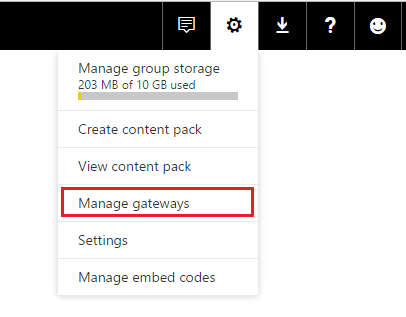 ?
Manage group storage
203 MB of 10 GB used
Create content pack
View content pack
Manage gateways
Settings
Manage embed codes